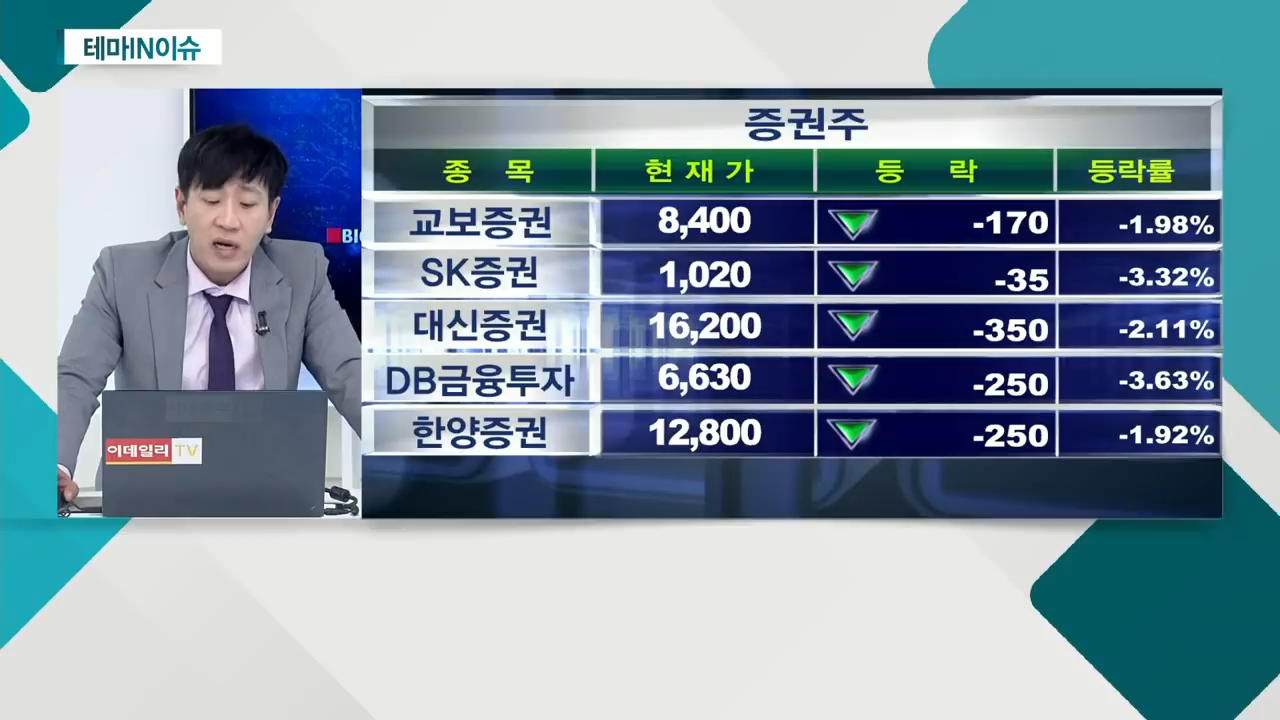 테마IN이슈
증권주
종 목 현재가 등 락 등락률
교보증권 8,400 -170 -1.98%
SK증권 1,020 -35 -3.32%
대신증권 16,200 -350 -2.11%
DB금융투자 6,630 -250 -3.63%
한양증권 12,800 -250 -1.92%
이데일리TV